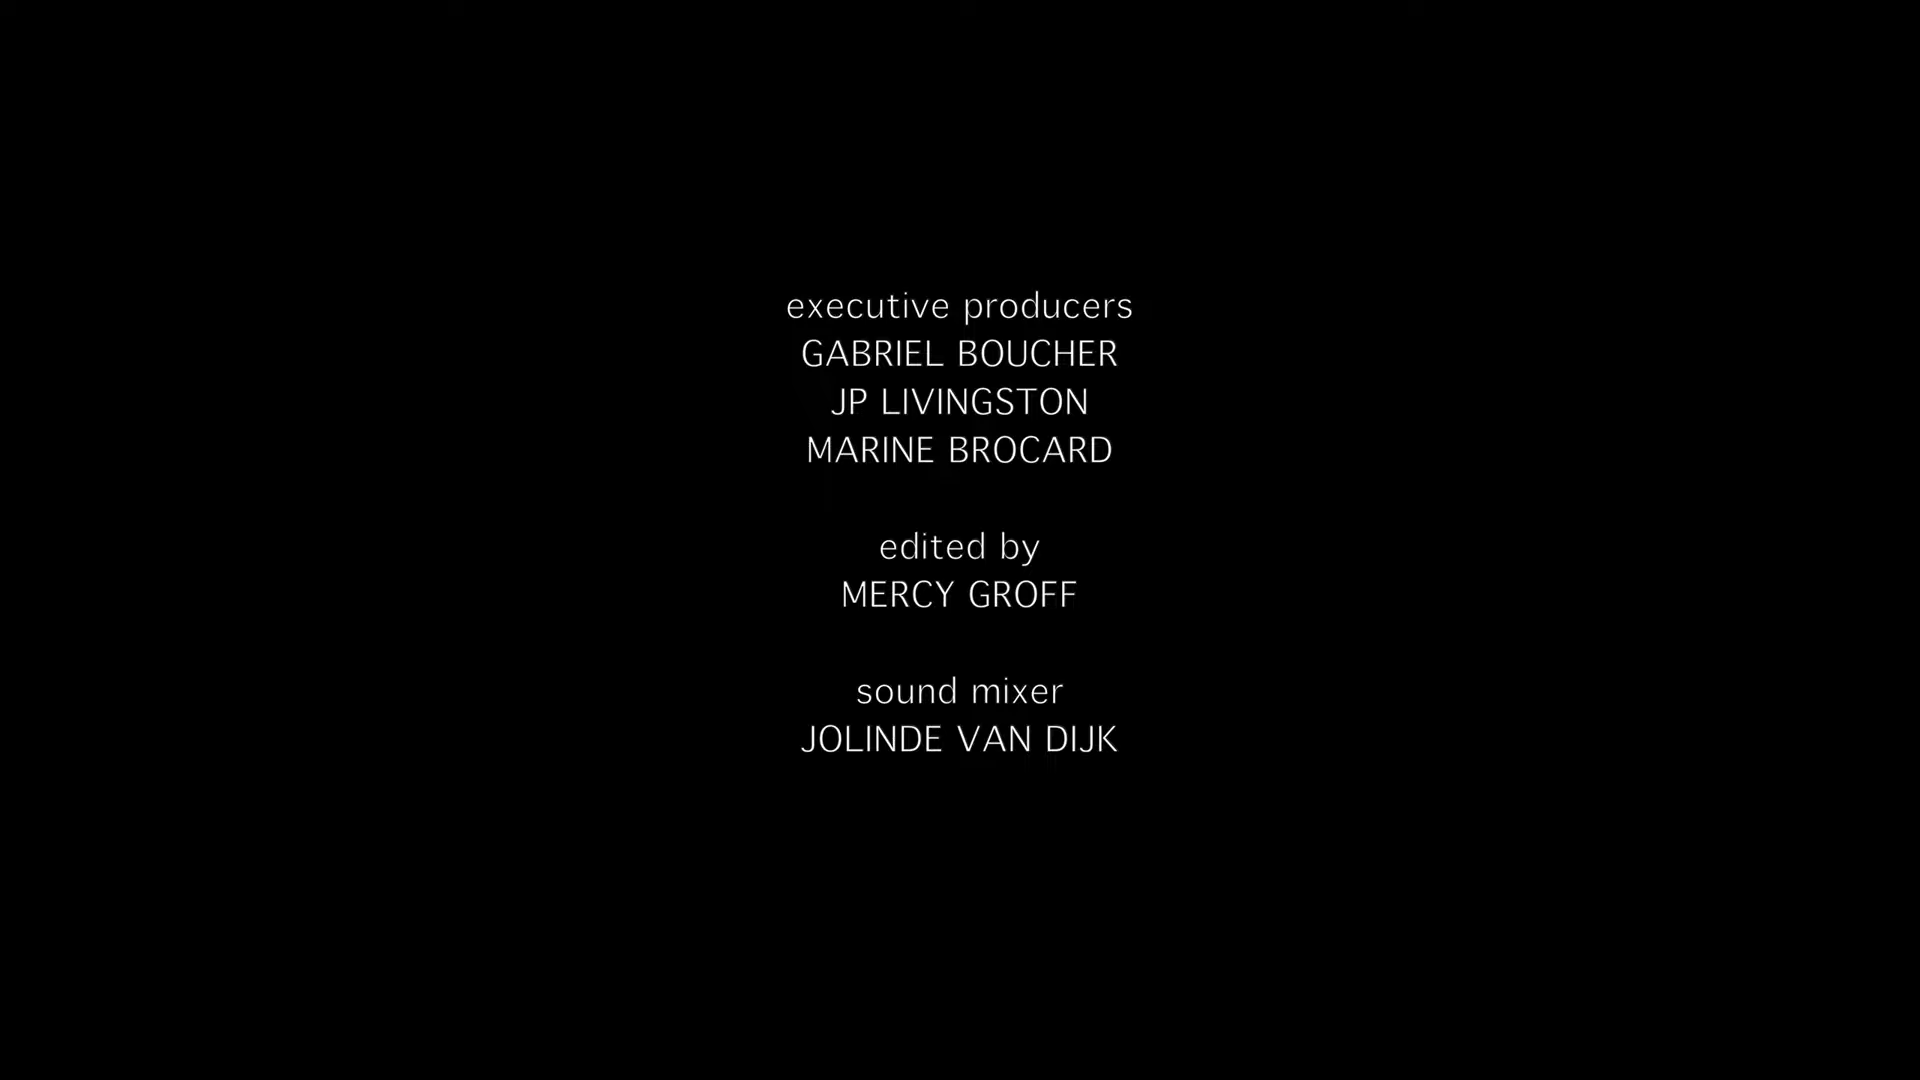 executive producers
GABRIEL BOUCHER
JP LIVINGSTON
MARINE BROCARD
edited by
MERCY GROFF
sound mixer
JOLINDE VAN DIJK